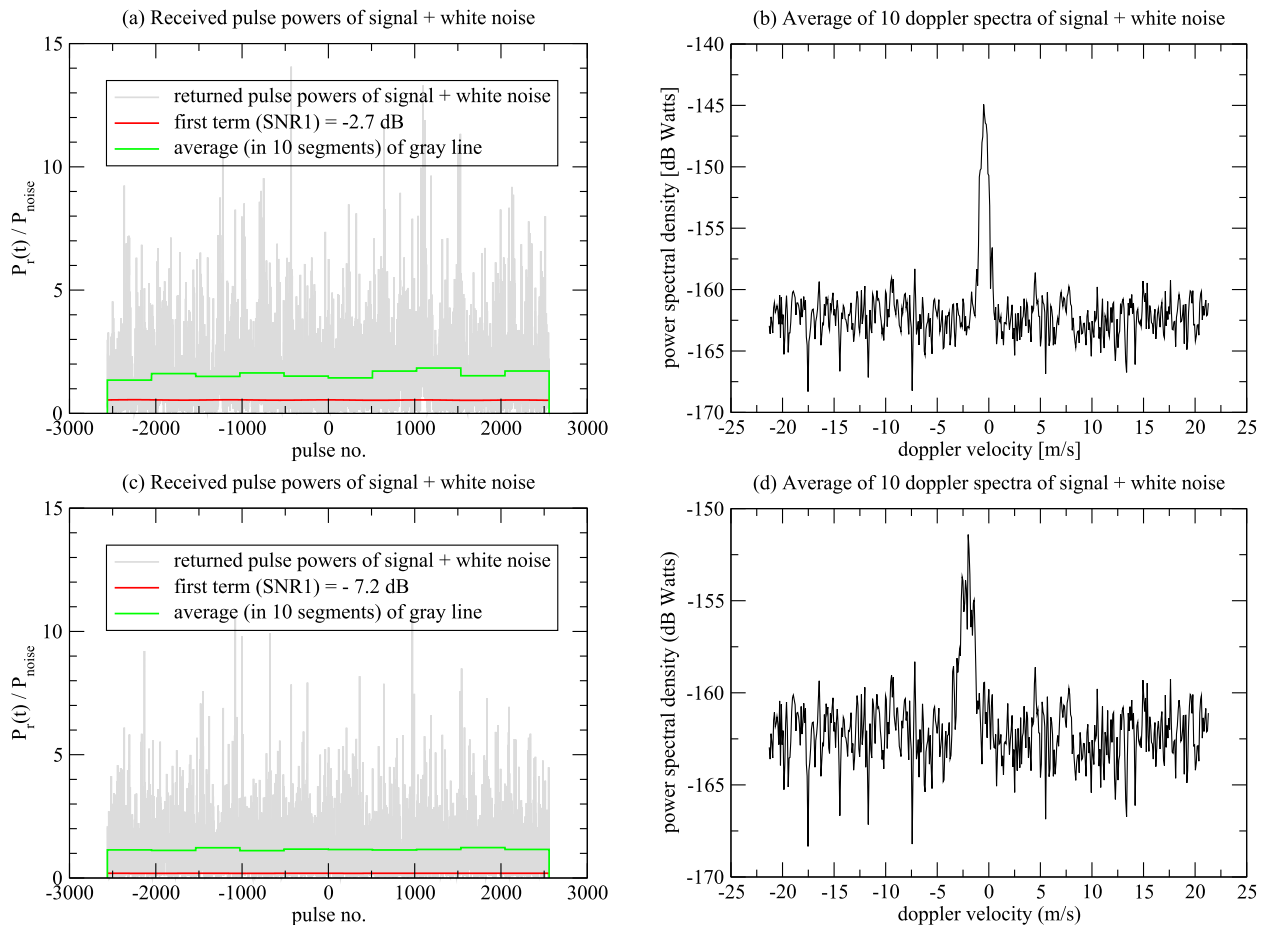 (a) Received pulse powers of signal + white noise
15
10
5
0
P_r(t) / P_noise
returned pulse powers of signal + white noise
first term (SNR1) = -2.7 dB
average (in 10 segments) of gray line
-3000 -2000 -1000 0 1000 2000 3000
pulse no.
(b) Average of 10 doppler spectra of signal + white noise
-140
-145
-150
-155
-160
-165
-170
power spectral density [dB Watts]
-25 -20 -15 -10 -5 0 5 10 15 20 25
doppler velocity [m/s]
(c) Received pulse powers of signal + white noise
15
10
5
0
P_r(t) / P_noise
returned pulse powers of signal + white noise
first term (SNR1) = - 7.2 dB
average (in 10 segments) of gray line
-3000 -2000 -1000 0 1000 2000 3000
pulse no.
(d) Average of 10 doppler spectra of signal + white noise
-150
-155
-160
-165
-170
power spectral density (dB Watts)
-25 -20 -15 -10 -5 0 5 10 15 20 25
doppler velocity (m/s)